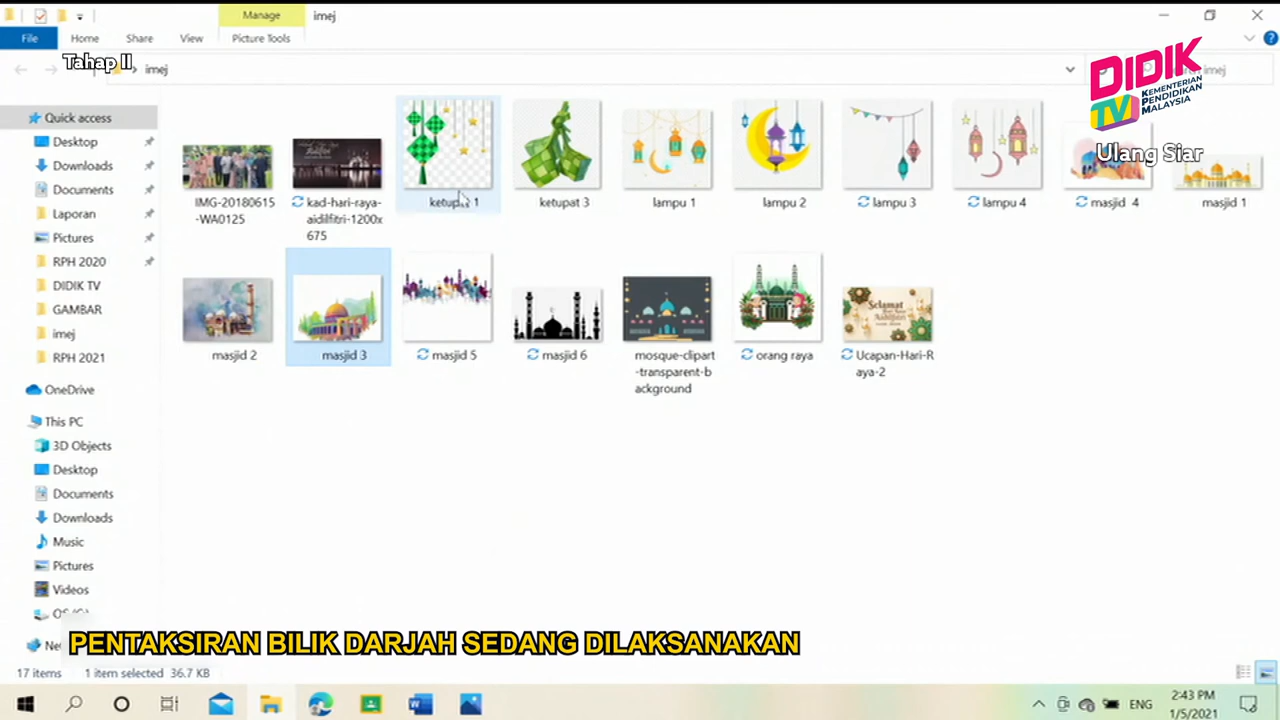 Manage
imej
File
Home
Share
View
Picture Tools
Tahap II
imej
imej
DIDIK
TV
KEMENTERIAN
PENDIDIKAN
MALAYSIA
Ulang Siar
Quick access
Desktop
Downloads
Documents
Laporan
Pictures
RPH 2020
DIDIK TV
GAMBAR
imej
RPH 2021
OneDrive
This PC
3D Objects
Desktop
Documents
Downloads
Music
Pictures
Videos
IMG-20180615
-WA0125
kad-hari-raya-
aidilfitri-1200x
675
ketupat 1
ketupat 3
lampu 1
lampu 2
lampu 3
lampu 4
masjid 4
masjid 1
masjid 2
masjid 3
masjid 5
masjid 6
mosque-clipart
-transparent-b
ackground
orang raya
Ucapan-Hari-R
aya-2
PENTAKSIRAN BILIK DARJAH SEDANG DILAKSANAKAN
17 items
1 item selected 36.7 KB
ENG
2:43 PM
1/5/2021